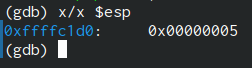 (gdb) x/x $esp
0xffffc1d0:     0x00000005
(gdb)